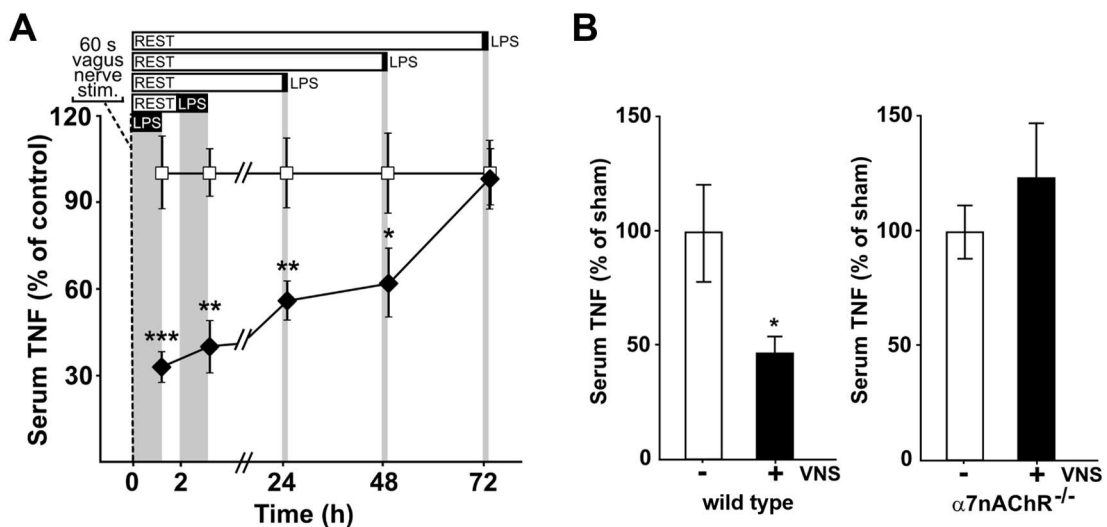 A
60 s
vagus
nerve
stim.
REST LPS
REST LPS
REST LPS
REST LPS
LPS
Serum TNF (% of control)
120
90
60
30
***
**
**
*
0 2 24 48 72
Time (h)
B
Serum TNF (% of sham)
150
100
50
0
*
- + VNS
wild type
Serum TNF (% of sham)
150
100
50
0
- + VNS
α7nAChR-/-